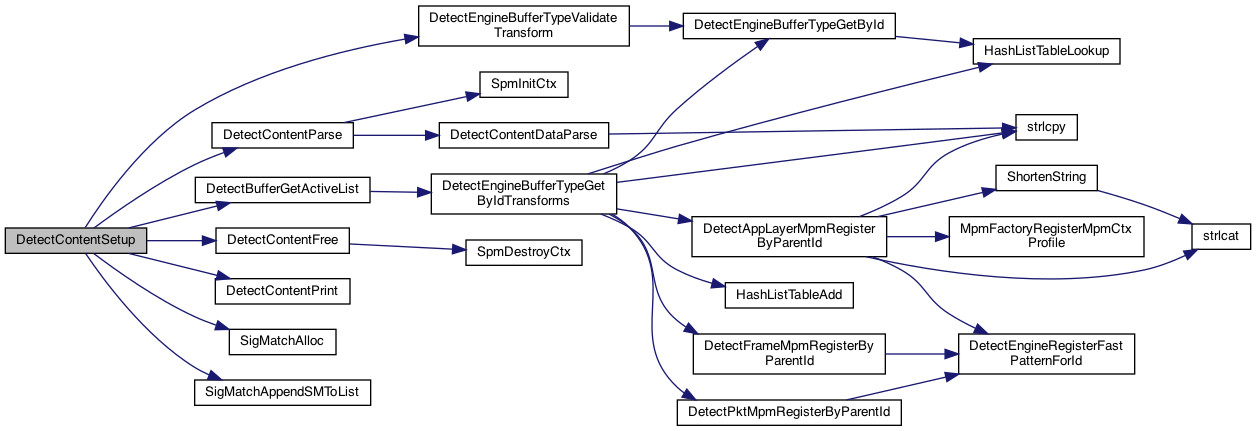 DetectContentSetup
DetectEngineBufferTypeValidate
Transform
DetectContentParse
DetectBufferGetActiveList
DetectContentFree
DetectContentPrint
SigMatchAlloc
SigMatchAppendSMToList
SpmInitCtx
DetectContentDataParse
DetectEngineBufferTypeGet
ByIdTransforms
SpmDestroyCtx
DetectEngineBufferTypeGetById
DetectAppLayerMpmRegister
ByParentId
HashListTableAdd
DetectFrameMpmRegisterBy
ParentId
DetectPktMpmRegisterByParentId
HashListTableLookup
strlcpy
ShortenString
MpmFactoryRegisterMpmCtx
Profile
DetectEngineRegisterFast
PatternForId
strlcat